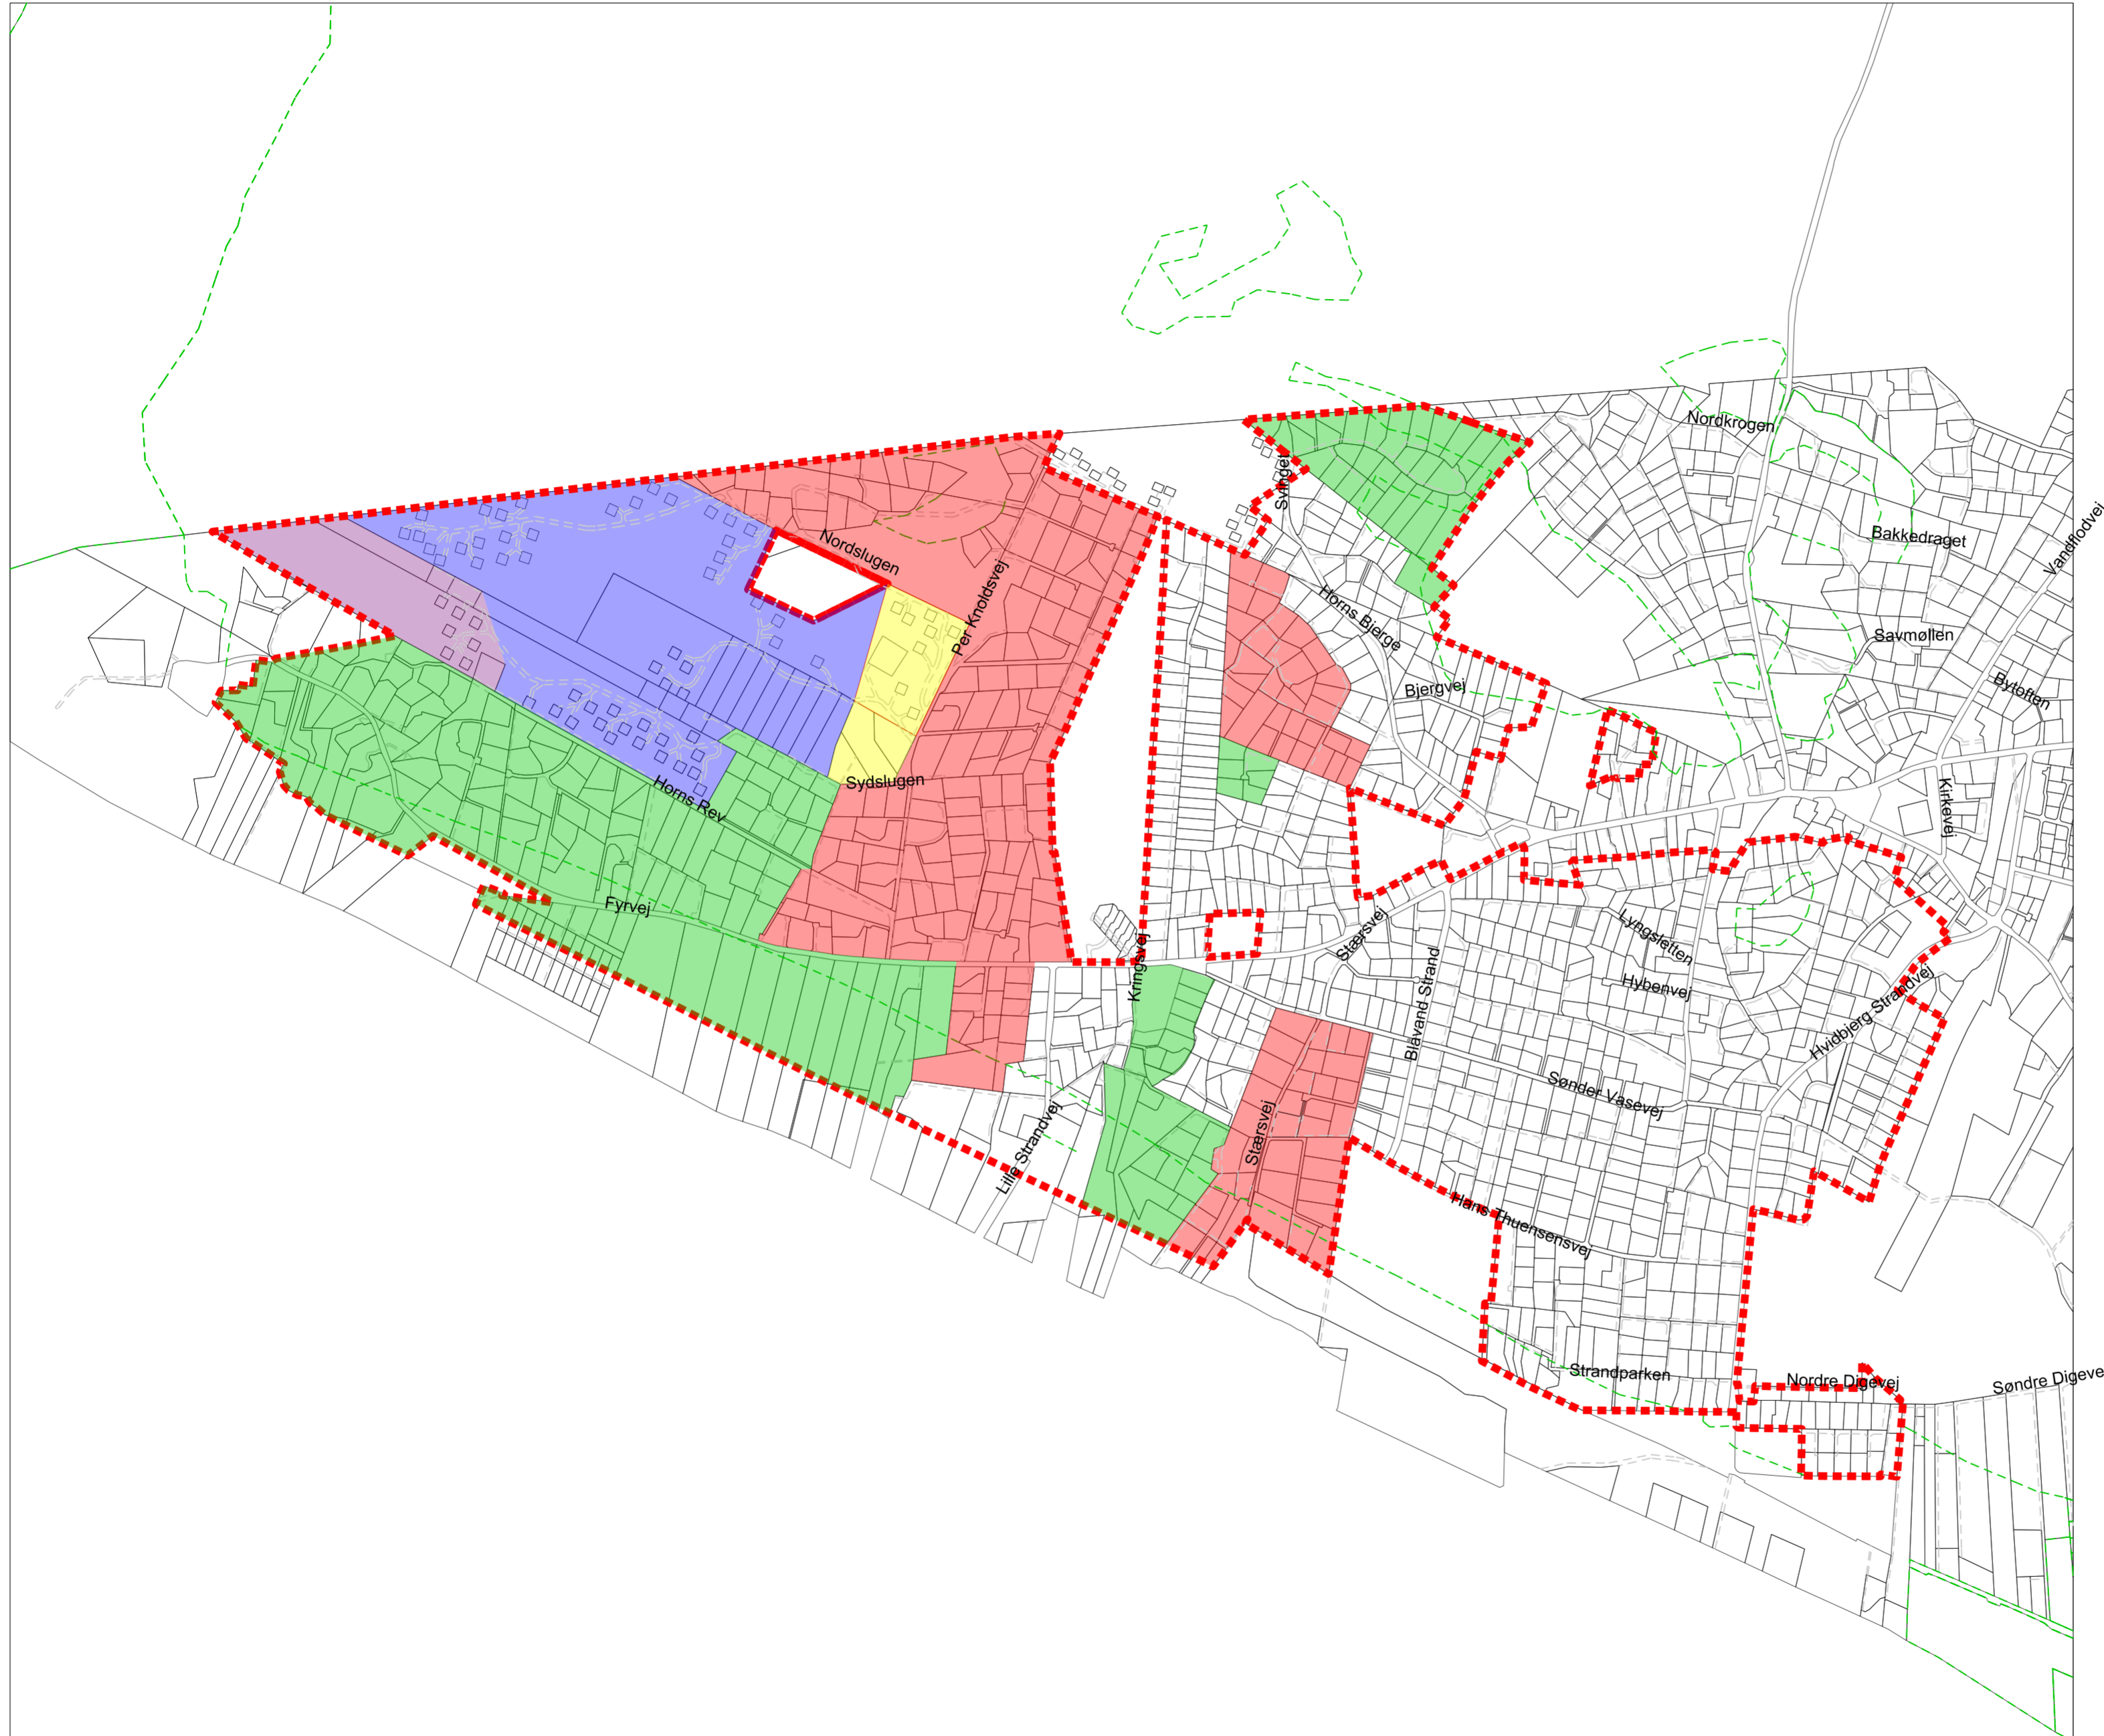 Nordkrogen
Svinget
Bakkedraget
Vandflodvej
Nordslugen
Per Knoldsvej
Horns Bjerge
Savmøllen
Bjergvej
Bytoften
Sydslugen
Horns Rev
Kirkevej
Fyrvej
Stærsvej
Lyngsletten
Kringsvej
Blåvand Strand
Hybenvej
Hvidbjerg Strandvej
Sønder Vasevej
Stærsvej
Lille Strandvej
Hans Thuensensvej
Strandparken
Nordre Digevej
Søndre Digeve